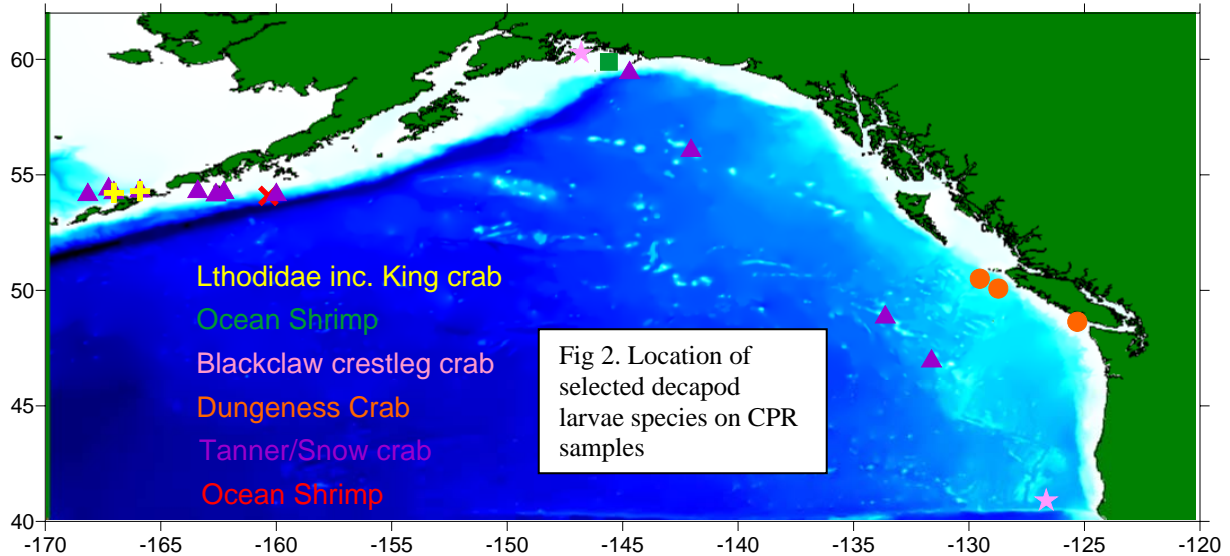 60
55
50
45
40
Lthodidae inc. King crab
Ocean Shrimp
Blackclaw crestleg crab
Dungeness Crab
Tanner/Snow crab
Ocean Shrimp
Fig 2. Location of
selected decapod
larvae species on CPR
samples
-170 -165 -160 -155 -150 -145 -140 -135 -130 -125 -120